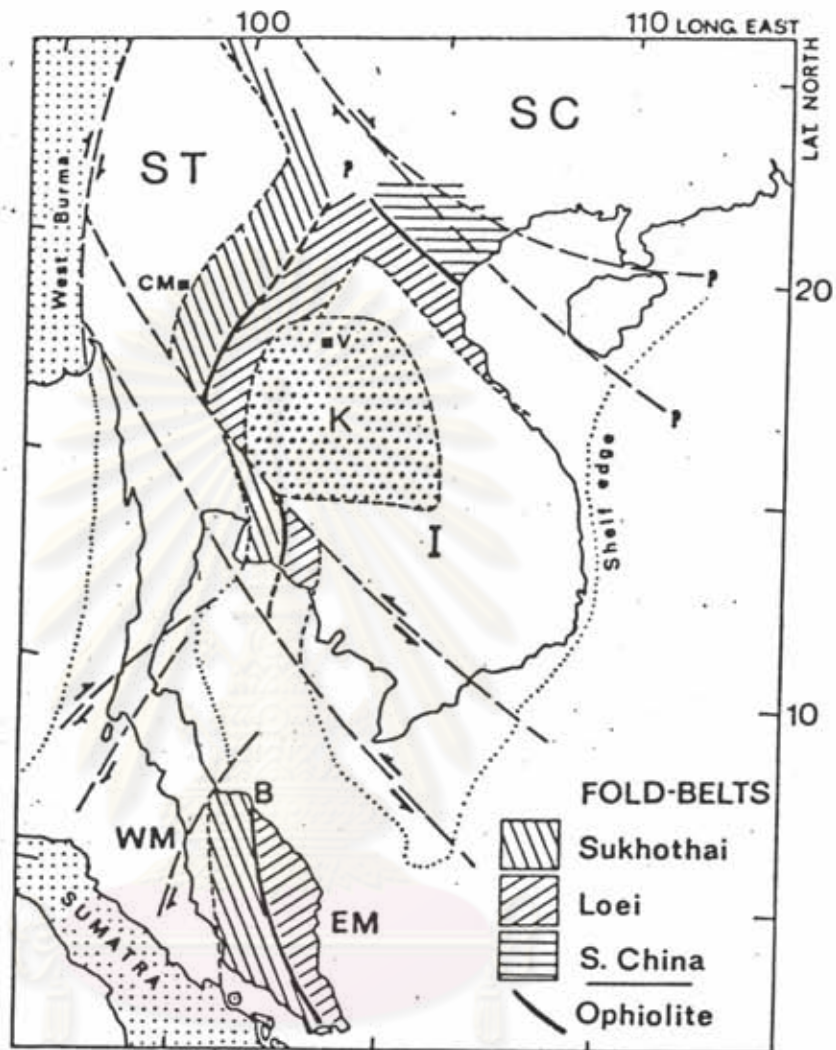 100
110 LONG. EAST
LAT. NORTH
SC
ST
?
West Burma
CM
?
20
V
K
?
Shelf edge
I
10
B
FOLD-BELTS
WM
Sukhothai
Loei
EM
SUMATRA
S. China
Ophiolite